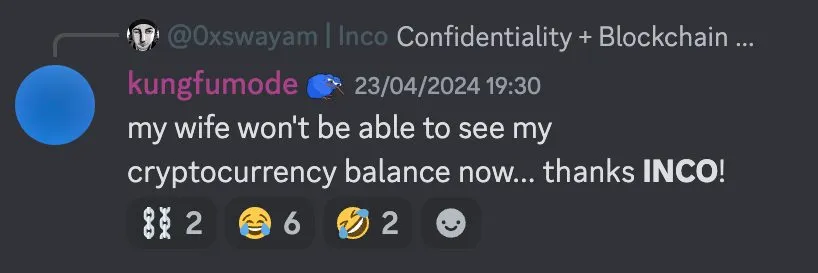 @0xswayam | Inco Confidentiality + Blockchain ...
kungfumode 23/04/2024 19:30
my wife won't be able to see my
cryptocurrency balance now... thanks INCO!
2 6 2